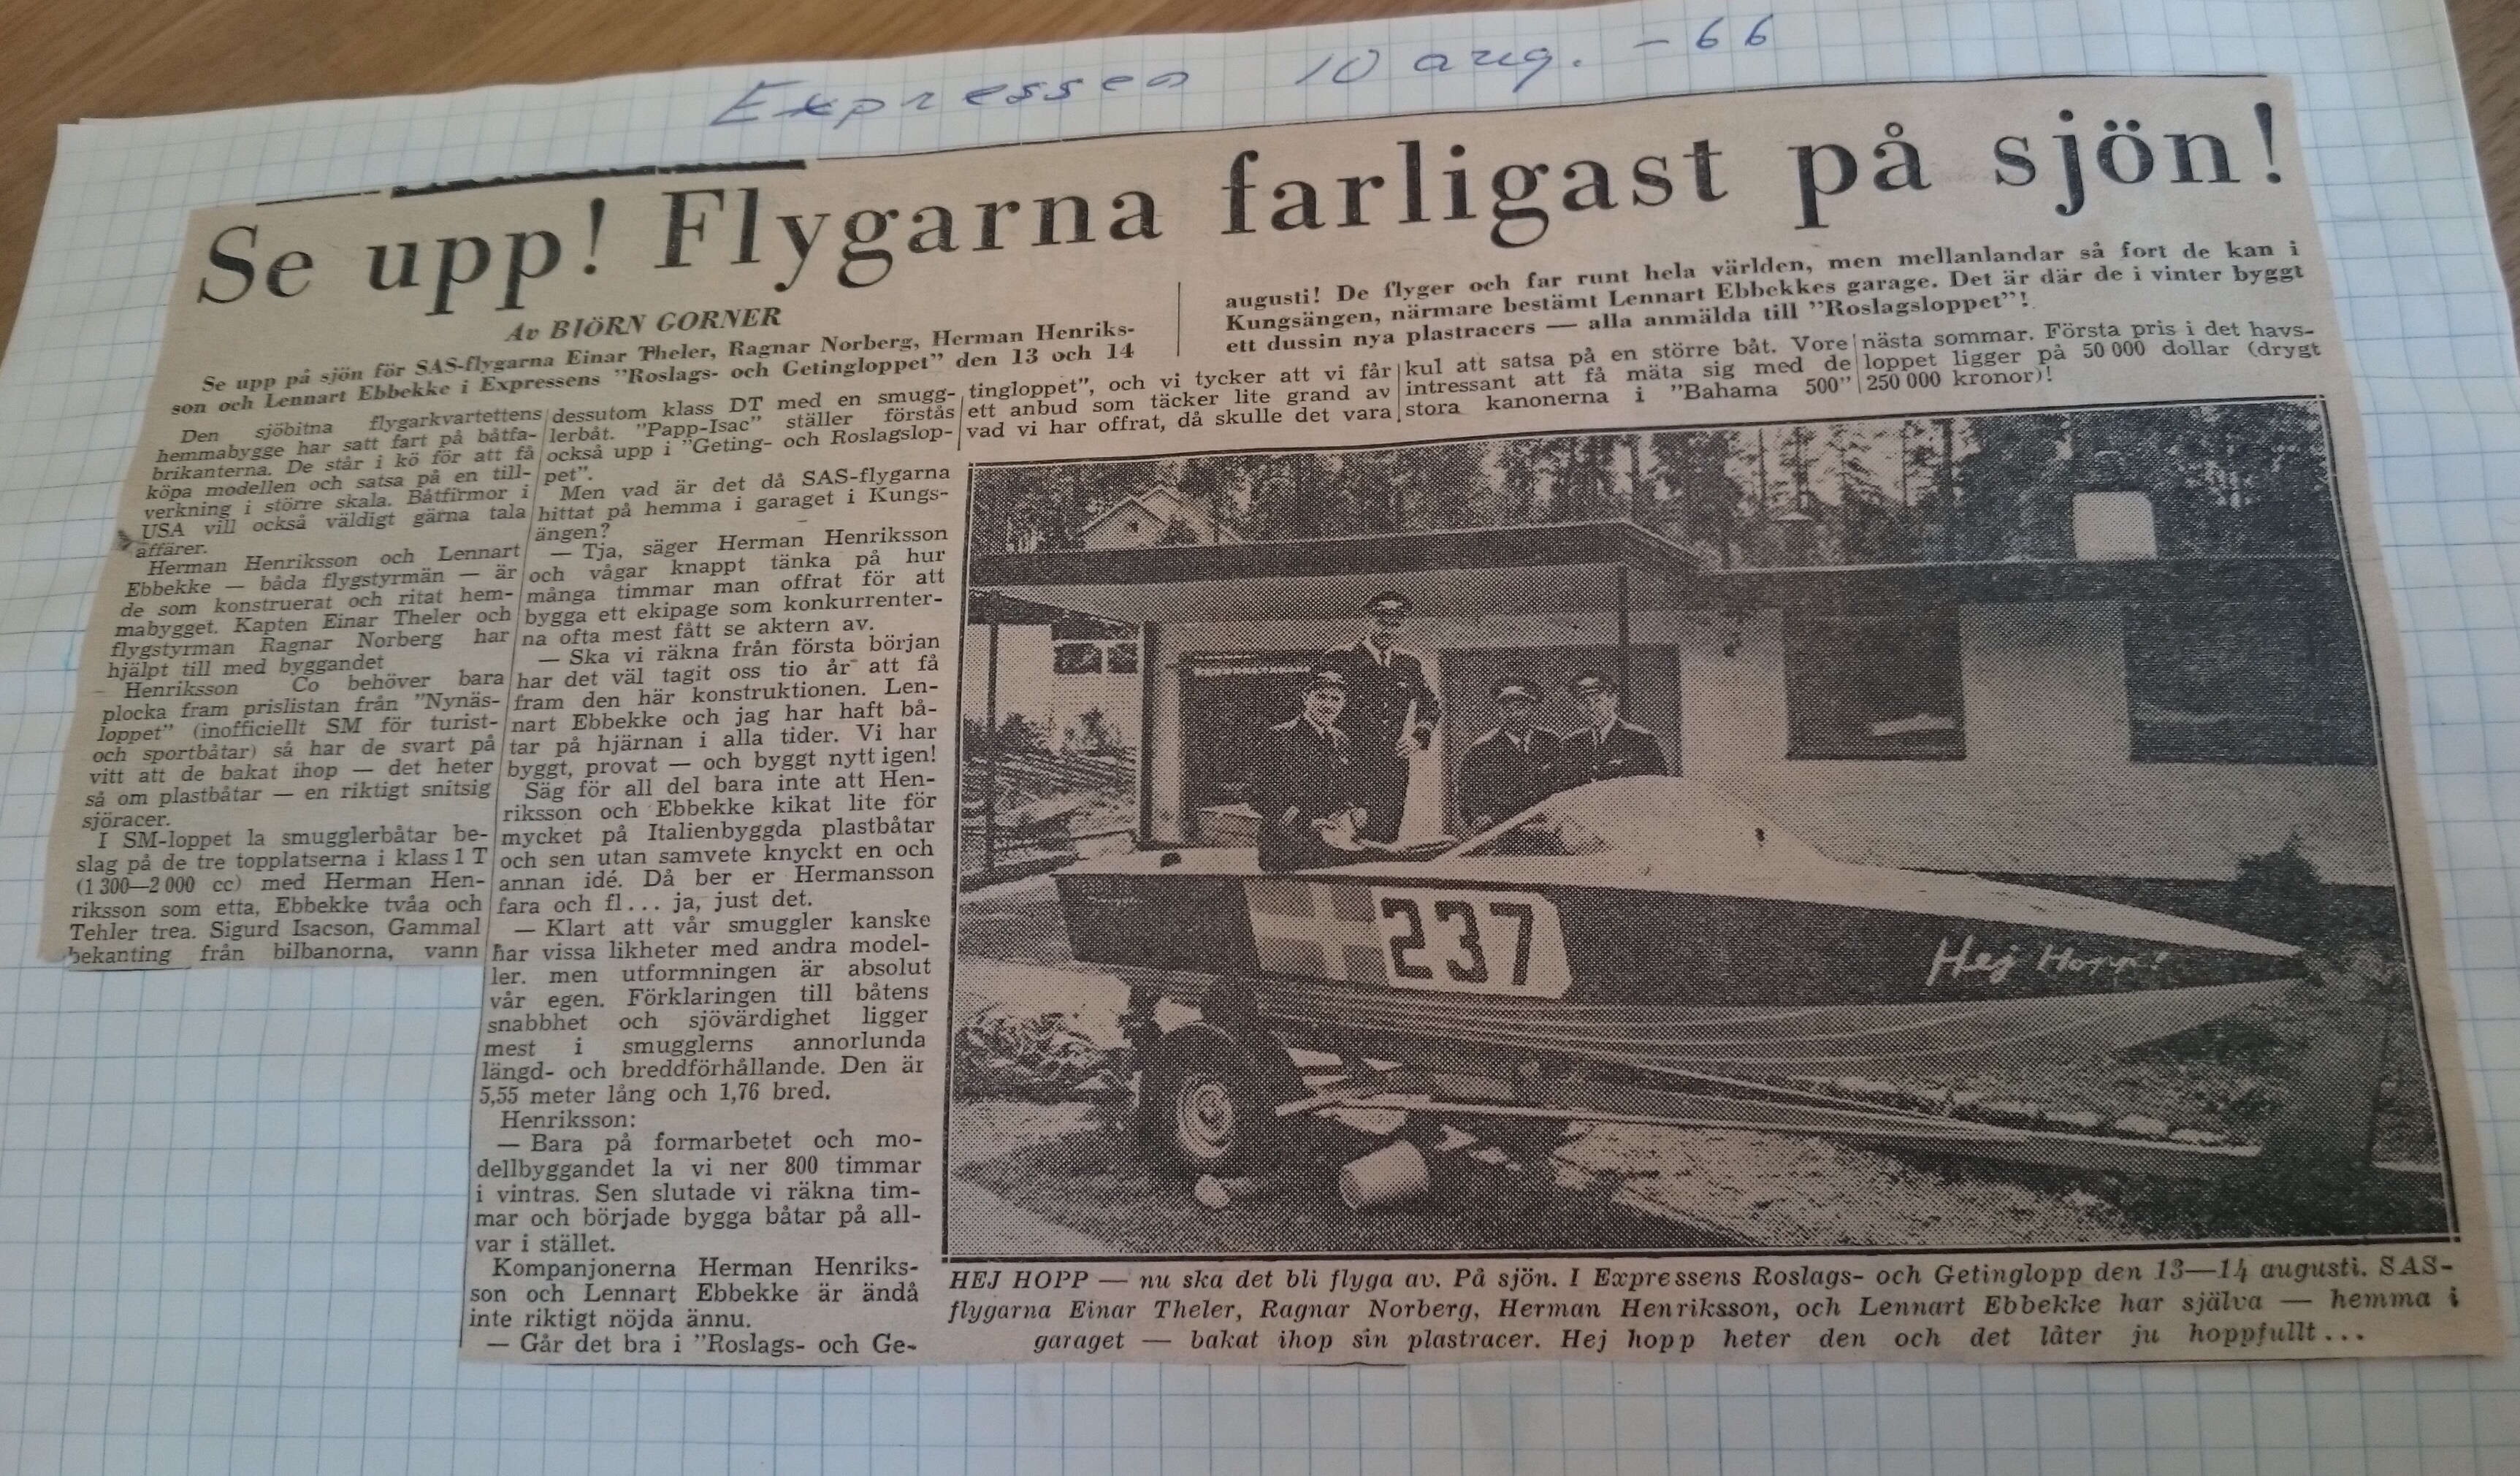 Expressen 10 aug. - 66
Se upp! Flygarna farligast på sjön!
Av BJÖRN GORNER
Se upp på sjön för SAS-flygarna Einar Theler, Ragnar Norberg, Herman Henriks-
son och Lennart Ebbekke i Expressens ”Roslags- och Getingloppet” den 13 och 14
augusti! De flyger och far runt hela världen, men mellanlandar så fort de kan i
Kungsängen, närmare bestämt Lennart Ebbekkes garage. Det är där de i vinter byggt
ett dussin nya plastracers — alla anmälda till ”Roslagsloppet”!
Den sjöbitna flygarkvartettens
hemmabygge har satt fart på båtfa-
brikanterna. De står i kö för att få
köpa modellen och satsa på en till-
verkning i större skala. Båtfirmor i
USA vill också väldigt gärna tala
affärer.
Herman Henriksson och Lennart
Ebbekke — båda flygstyrmän — är
de som konstruerat och ritat hem-
mabygget. Kapten Einar Theler och
flygstyrman Ragnar Norberg har
hjälpt till med byggandet
Henriksson Co behöver bara
plocka fram prislistan från ”Nynäs-
loppet” (inofficiellt SM för turist-
och sportbåtar) så har de svart på
vitt att de bakat ihop — det heter
så om plastbåtar — en riktigt snitsig
sjöracer.
I SM-loppet la smugglerbåtar be-
slag på de tre topplatserna i klass 1 T
(1 300—2 000 cc) med Herman Hen-
riksson som etta, Ebbekke tvåa och
Tehler trea. Sigurd Isacson, Gammal
bekanting från bilbanorna, vann
dessutom klass DT med en smugg-
lerbåt. ”Papp-Isac” ställer förstås
också upp i ”Geting- och Roslagslop-
pet”.
Men vad är det då SAS-flygarna
hittat på hemma i garaget i Kungs-
ängen?
— Tja, säger Herman Henriksson
och vågar knappt tänka på hur
många timmar man offrat för att
bygga ett ekipage som konkurrenter-
na ofta mest fått se aktern av.
— Ska vi räkna från första början
har det väl tagit oss tio år att få
fram den här konstruktionen. Len-
nart Ebbekke och jag har haft bå-
tar på hjärnan i alla tider. Vi har
byggt, provat — och byggt nytt igen!
Säg för all del bara inte att Hen-
riksson och Ebbekke kikat lite för
mycket på Italienbyggda plastbåtar
och sen utan samvete knyckt en och
annan idé. Då ber er Hermansson
fara och fl... ja, just det.
— Klart att vår smuggler kanske
har vissa likheter med andra model-
ler. men utformningen är absolut
vår egen. Förklaringen till båtens
snabbhet och sjövärdighet ligger
mest i smugglerns annorlunda
längd- och breddförhållande. Den är
5,55 meter lång och 1,76 bred.
Henriksson:
— Bara på formarbetet och mo-
dellbyggandet la vi ner 800 timmar
i vintras. Sen slutade vi räkna tim-
mar och började bygga båtar på all-
var i stället.
Kompanjonerna Herman Henriks-
son och Lennart Ebbekke är ändå
inte riktigt nöjda ännu.
— Går det bra i ”Roslags- och Ge-
tingloppet”, och vi tycker att vi får
ett anbud som täcker lite grand av
vad vi har offrat, då skulle det vara
kul att satsa på en större båt. Vore
intressant att få mäta sig med de
stora kanonerna i ”Bahama 500”
nästa sommar. Första pris i det havs-
loppet ligger på 50 000 dollar (drygt
250 000 kronor)!
237
Hej Hopp!
HEJ HOPP — nu ska det bli flyga av. På sjön. I Expressens Roslags- och Getinglopp den 13—14 augusti. SAS-
flygarna Einar Theler, Ragnar Norberg, Herman Henriksson, och Lennart Ebbekke har själva — hemma i
garaget — bakat ihop sin plastracer. Hej hopp heter den och det låter ju hoppfullt...